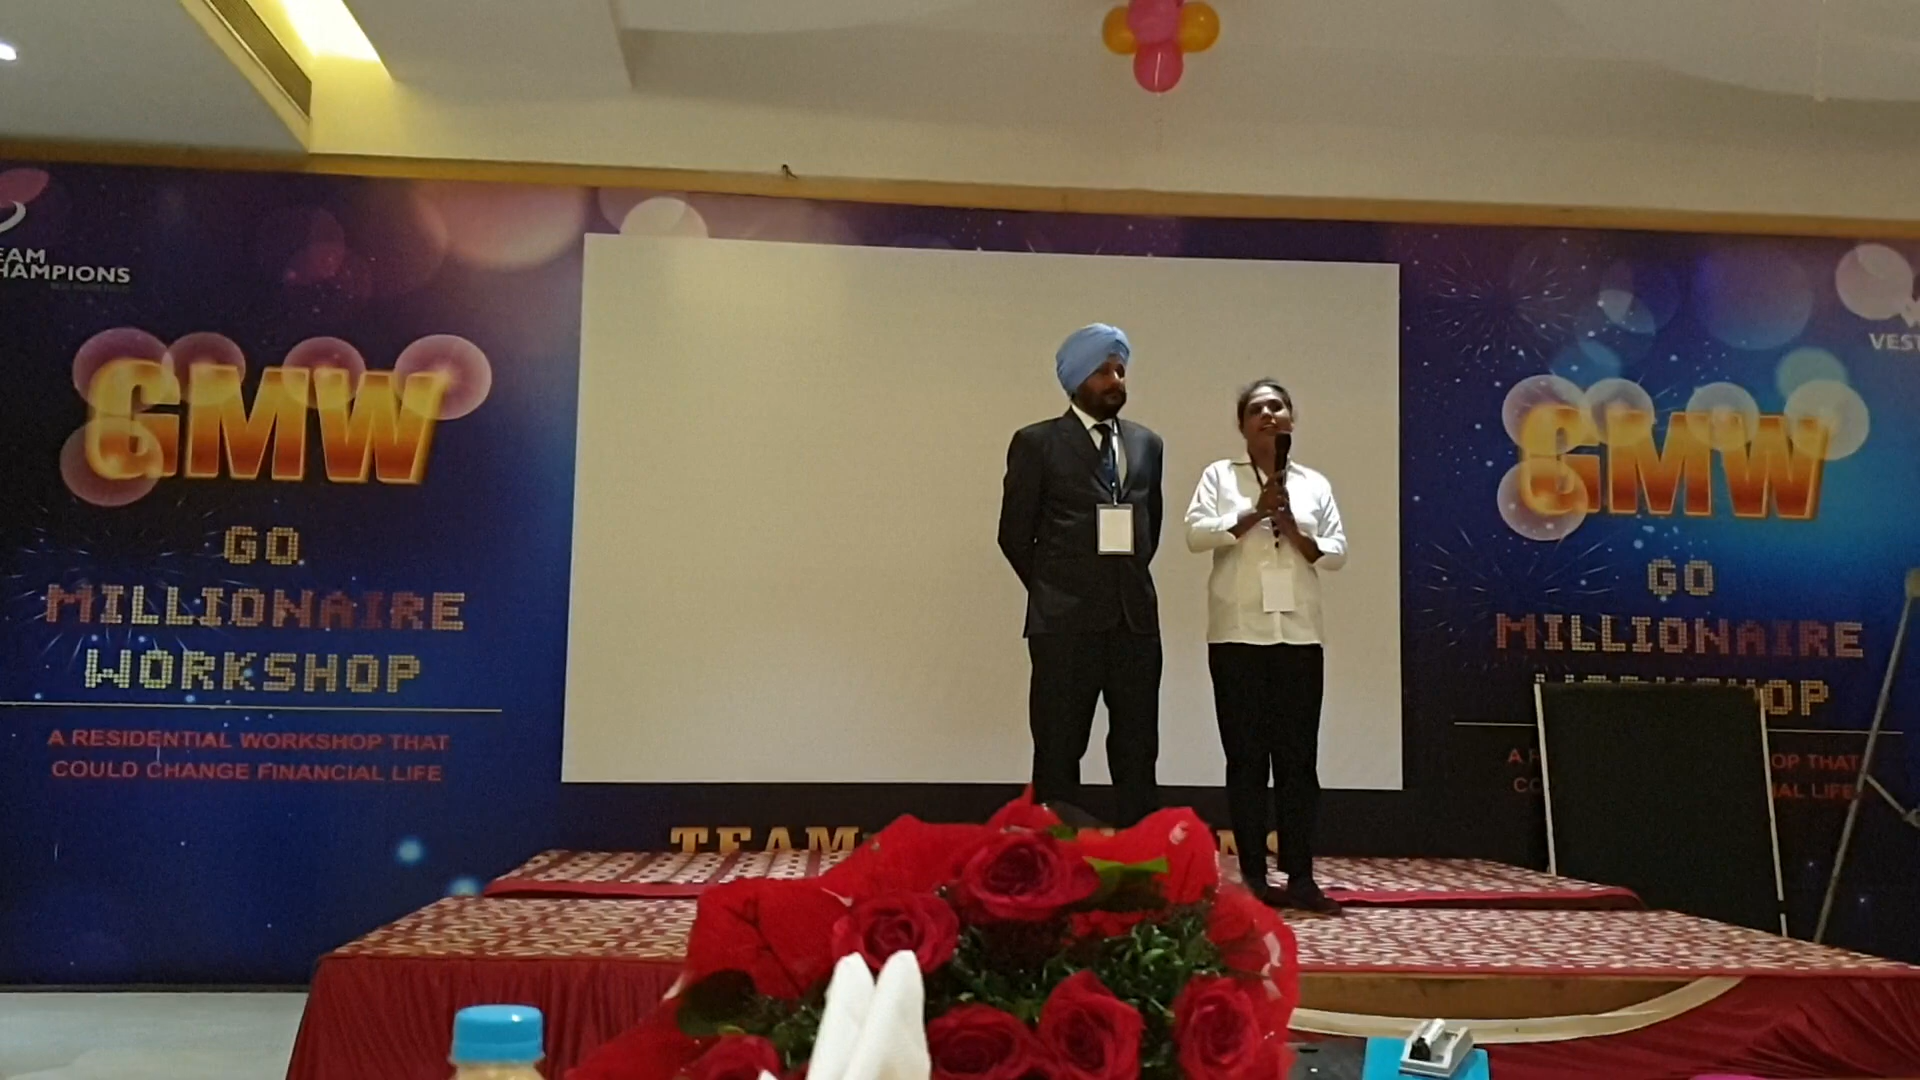 EAM
HAMPIONS
GMW
GO
MILLIONAIRE
WORKSHOP
A RESIDENTIAL WORKSHOP THAT
COULD CHANGE FINANCIAL LIFE
TEAM
VEST
GMW
GO
MILLIONAIRE
OP THAT
IAL LIFE